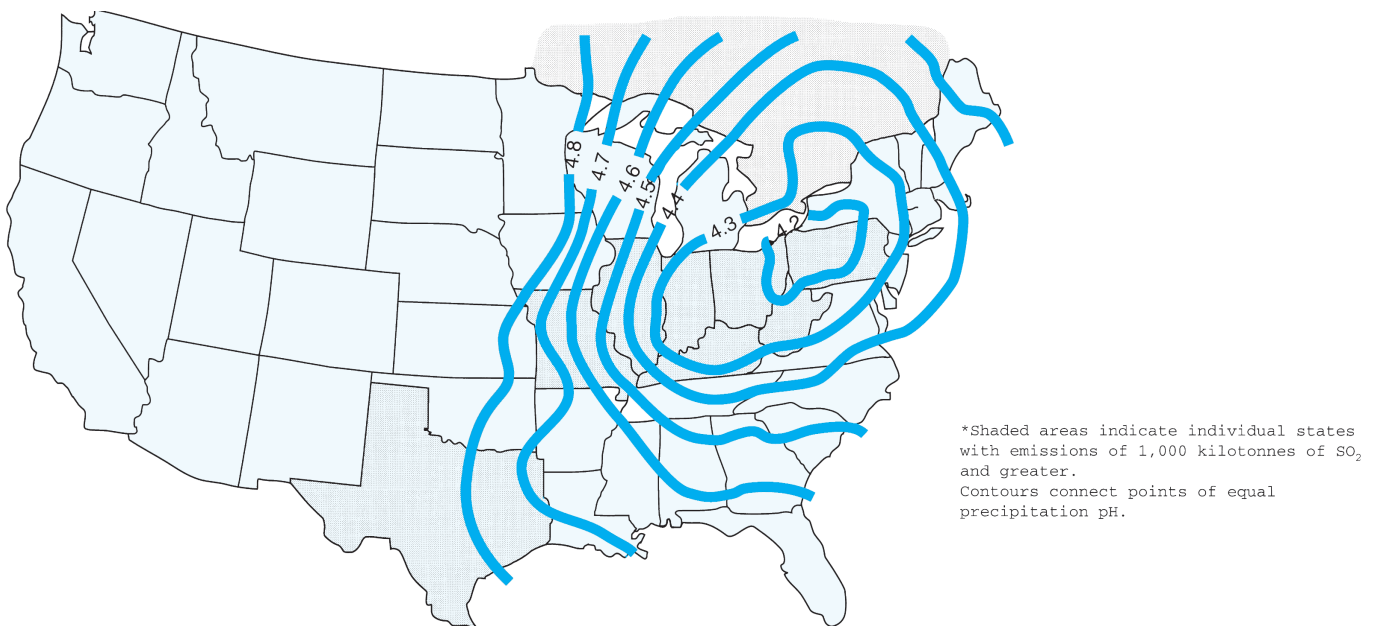 4.8
4.7
4.6
4.5
4.4
4.3
4.2
*Shaded areas indicate individual states
with emissions of 1,000 kilotonnes of SO₂
and greater.
Contours connect points of equal
precipitation pH.